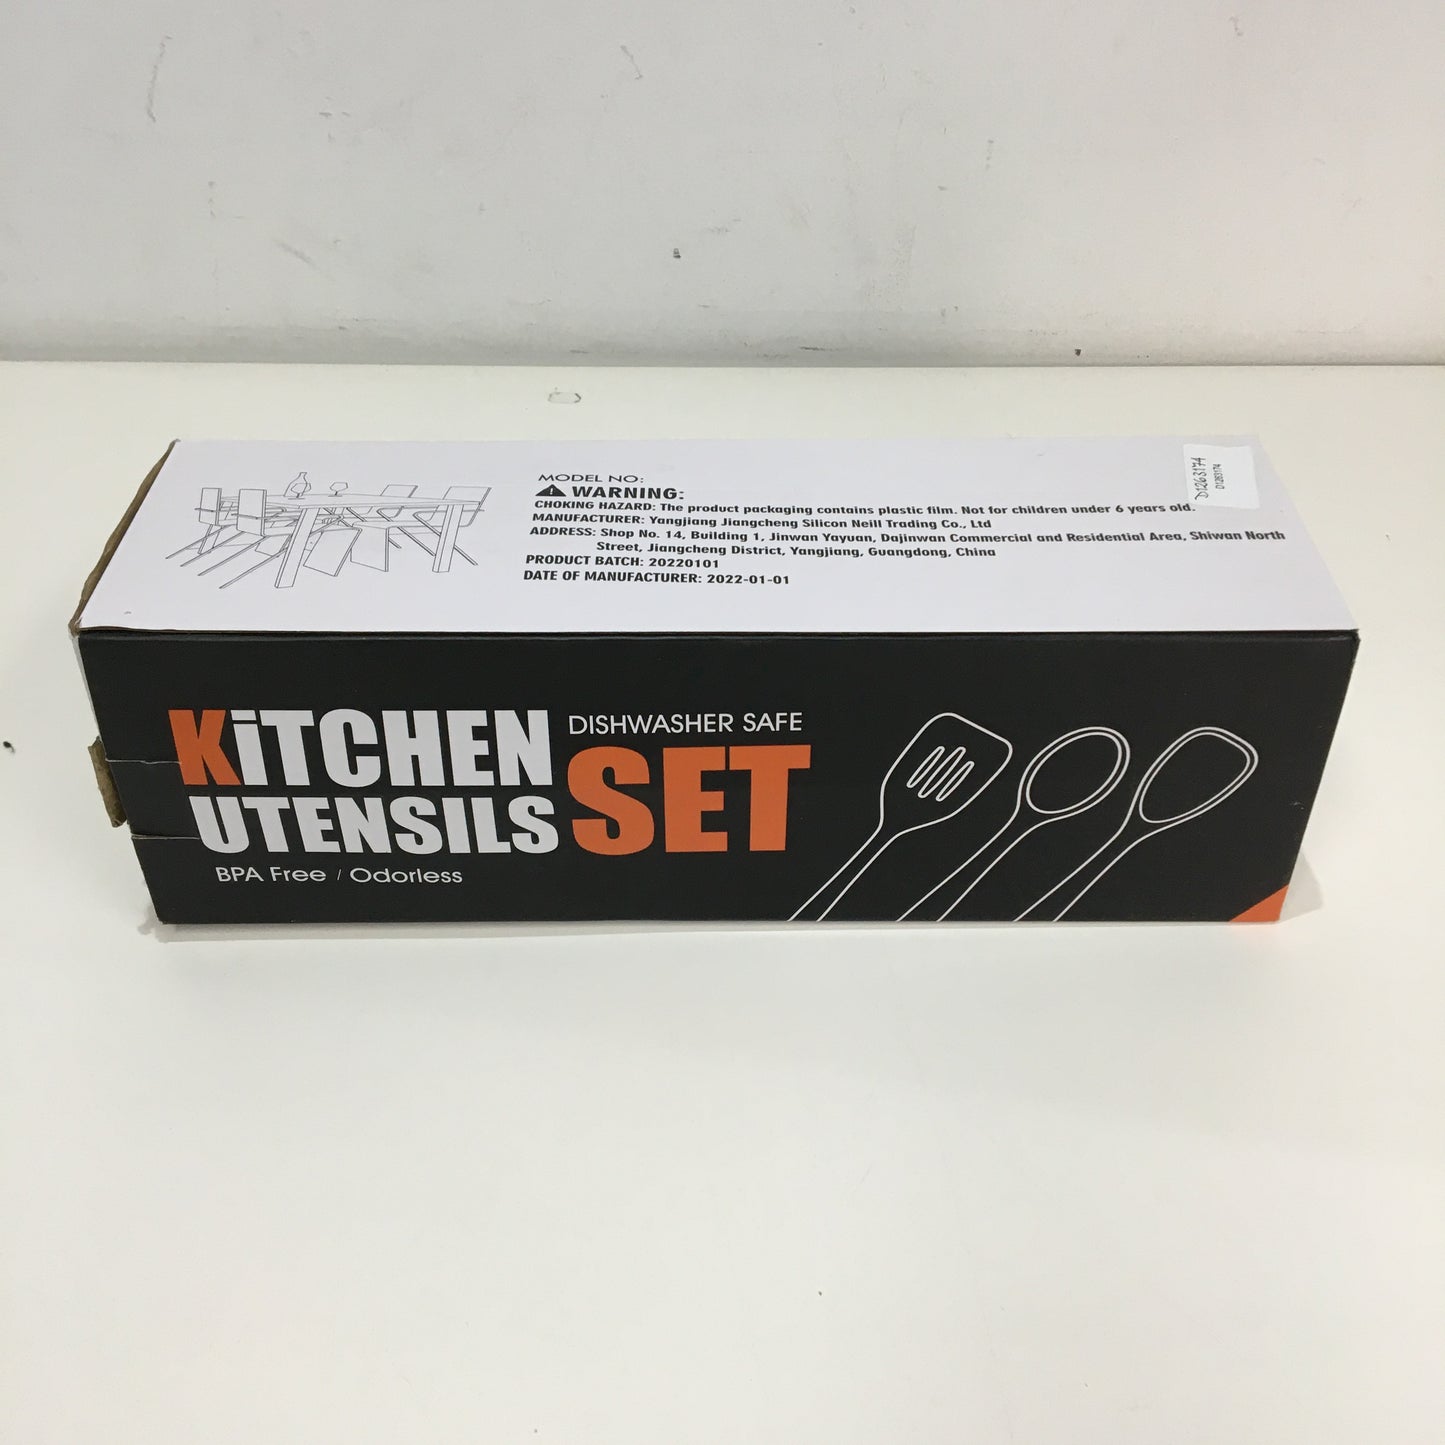 MODEL NO:
WARNING:
CHOKING HAZARD: The product packaging contains plastic film. Not for children under 6 years old.
MANUFACTURER: Yangjiang Jiangcheng Silicon Neill Trading Co., Ltd
ADDRESS: Shop No. 14, Building 1, Jinwan Yayuan, Dajinwan Commercial and Residential Area, Shiwan North
Street, Jiangcheng District, Yangjiang, Guangdong, China
PRODUCT BATCH: 20220101
DATE OF MANUFACTURER: 2022-01-01
D1263174
01263174
KiTCHEN
UTENSILS
DISHWASHER SAFE
SET
BPA Free / Odorless